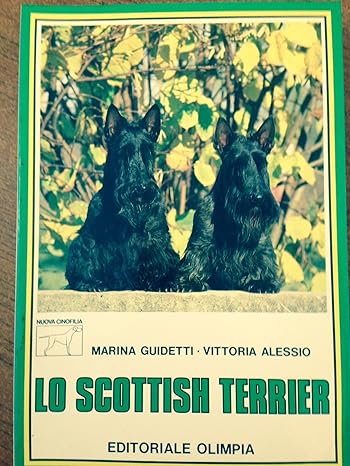 NUOVA CINOFILIA
MARINA GUIDETTI · VITTORIA ALESSIO
LO SCOTTISH TERRIER
EDITORIALE OLIMPIA